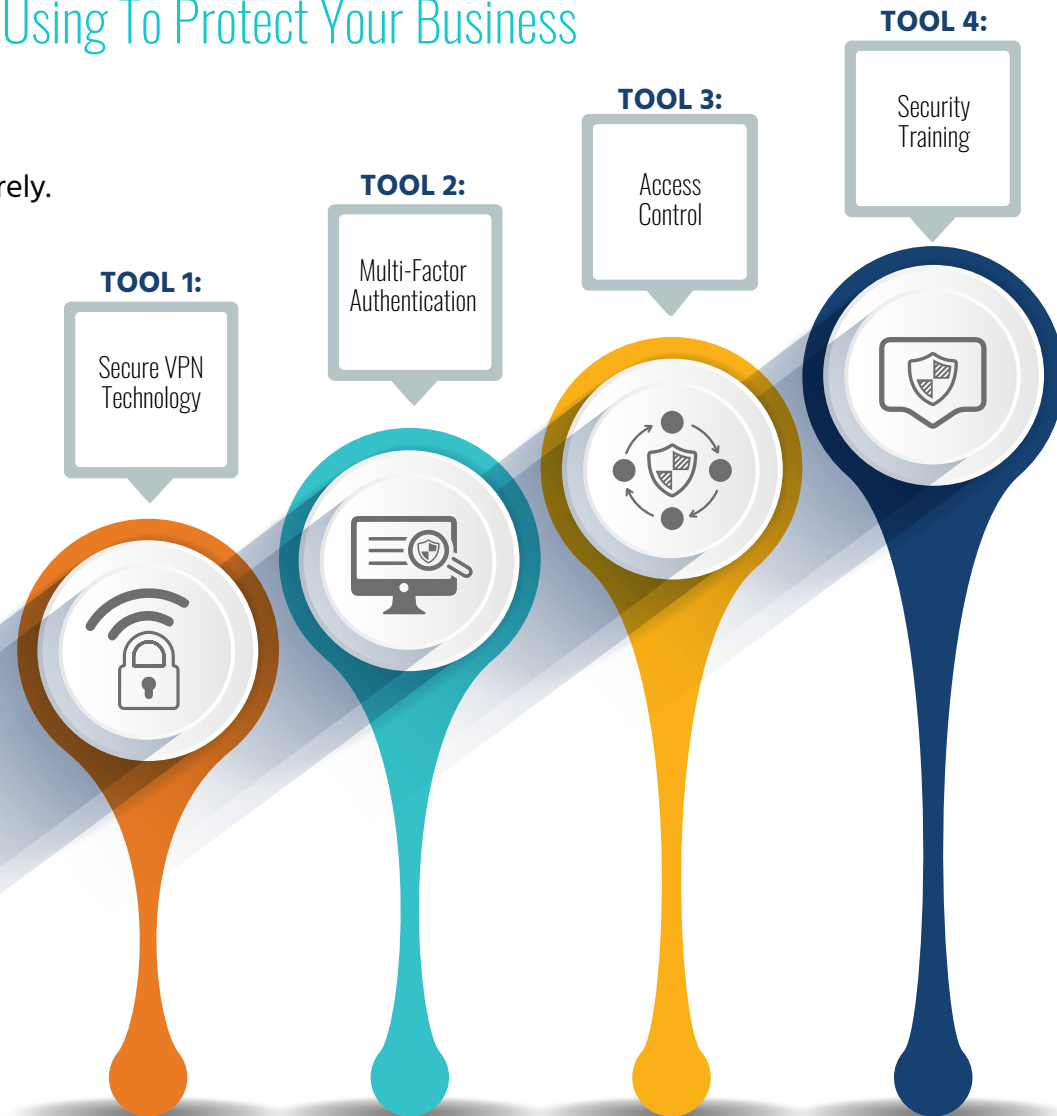 Using To Protect Your Business
rely.
TOOL 1:
Secure VPN
Technology
TOOL 2:
Multi-Factor
Authentication
TOOL 3:
Access
Control
TOOL 4:
Security
Training